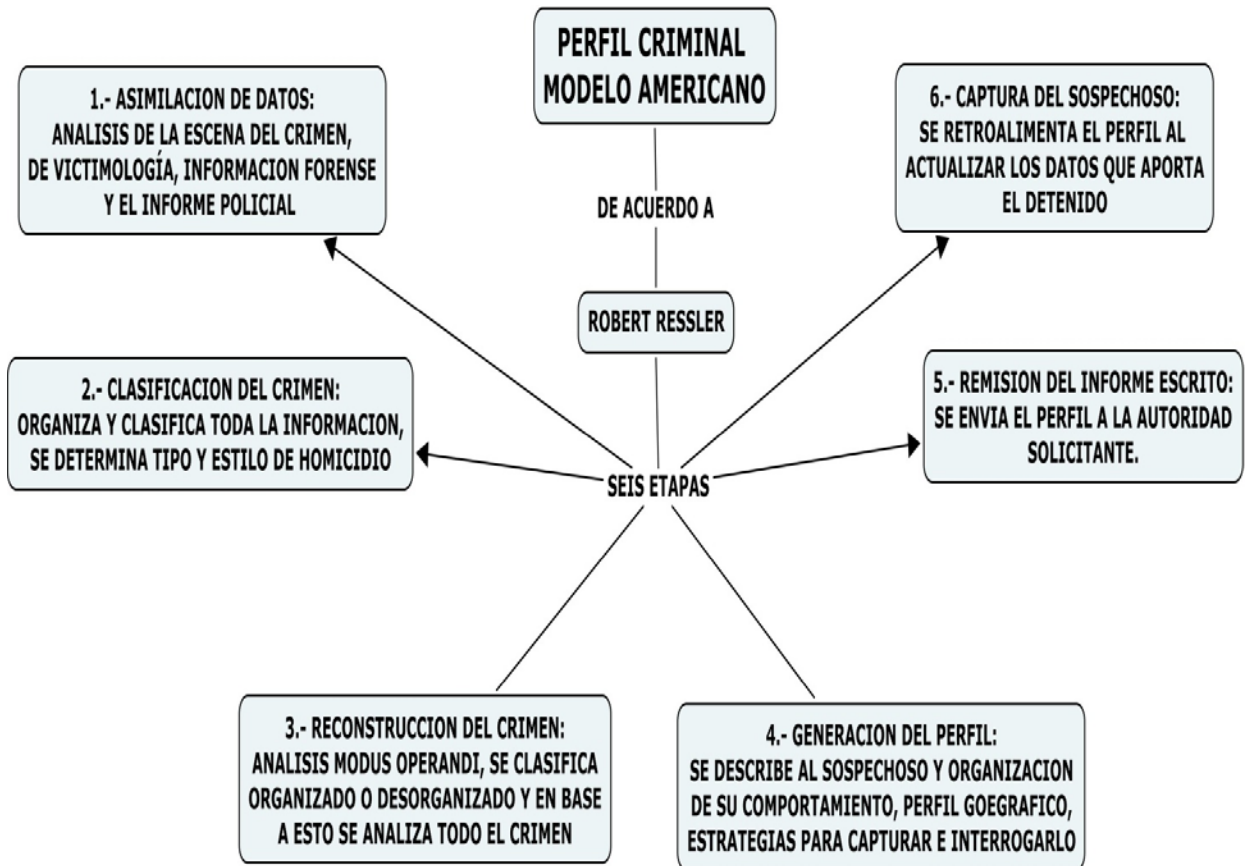 PERFIL CRIMINAL
MODELO AMERICANO
DE ACUERDO A
ROBERT RESSLER
SEIS ETAPAS
1.- ASIMILACION DE DATOS:
ANALISIS DE LA ESCENA DEL CRIMEN,
DE VICTIMOLOGÍA, INFORMACION FORENSE
Y EL INFORME POLICIAL
2.- CLASIFICACION DEL CRIMEN:
ORGANIZA Y CLASIFICA TODA LA INFORMACION,
SE DETERMINA TIPO Y ESTILO DE HOMICIDIO
3.- RECONSTRUCCION DEL CRIMEN:
ANALISIS MODUS OPERANDI, SE CLASIFICA
ORGANIZADO O DESORGANIZADO Y EN BASE
A ESTO SE ANALIZA TODO EL CRIMEN
4.- GENERACION DEL PERFIL:
SE DESCRIBE AL SOSPECHOSO Y ORGANIZACION
DE SU COMPORTAMIENTO, PERFIL GOEGRAFICO,
ESTRATEGIAS PARA CAPTURAR E INTERROGARLO
5.- REMISION DEL INFORME ESCRITO:
SE ENVIA EL PERFIL A LA AUTORIDAD
SOLICITANTE.
6.- CAPTURA DEL SOSPECHOSO:
SE RETROALIMENTA EL PERFIL AL
ACTUALIZAR LOS DATOS QUE APORTA
EL DETENIDO